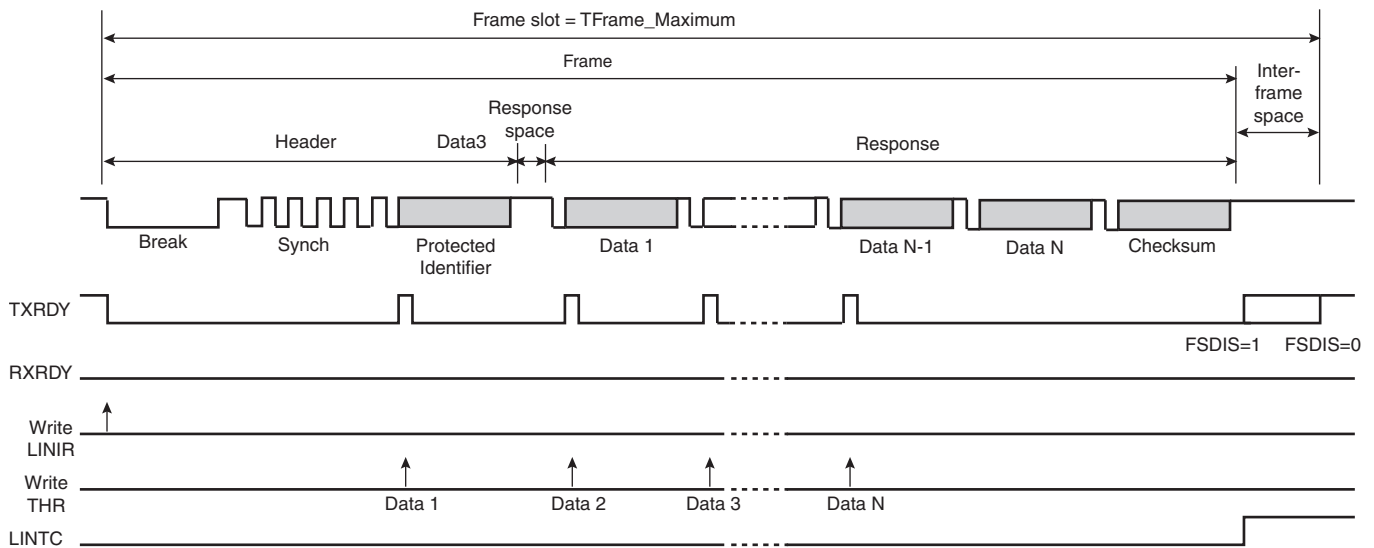 Frame slot = TFrame_Maximum
Frame
Inter-
frame
space
Response
space
Header
Data3
Response
Break
Synch
Protected
Identifier
Data 1
Data N-1
Data N
Checksum
TXRDY
FSDIS=1
FSDIS=0
RXRDY
Write
LINIR
Write
THR
Data 1
Data 2
Data 3
Data N
LINTC